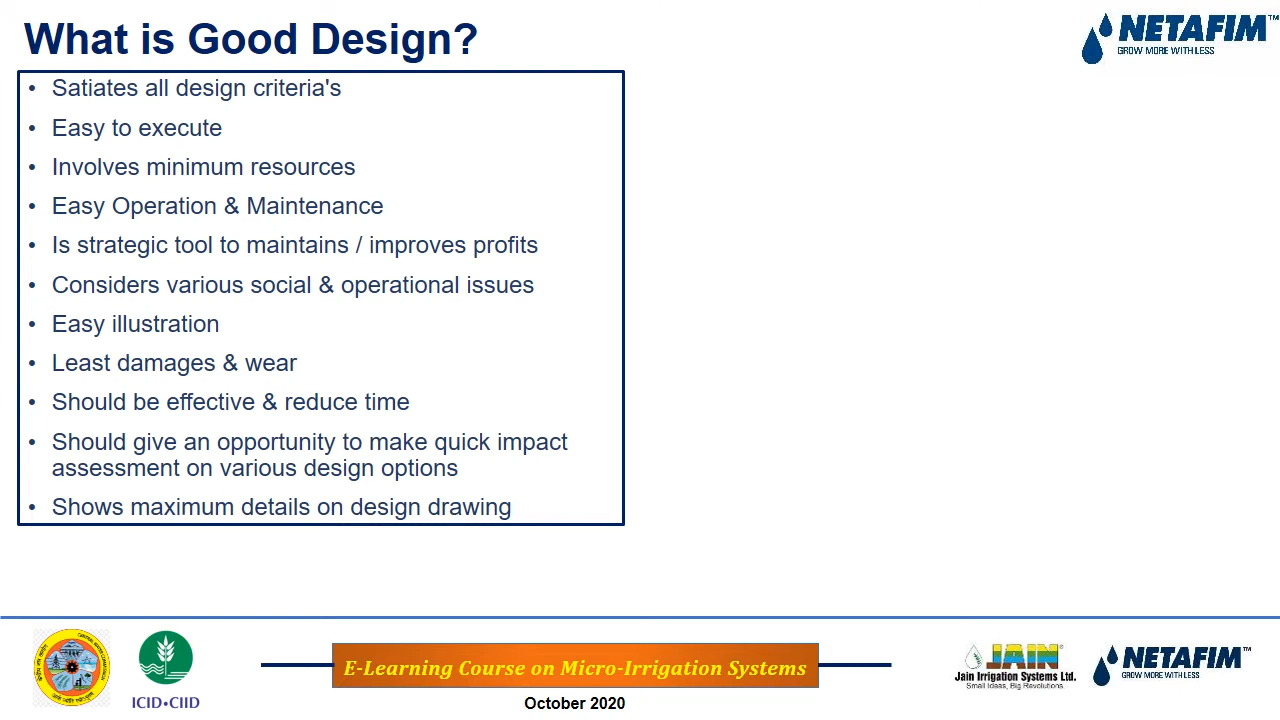 What is Good Design?
NETAFIM™
GROW MORE WITH LESS
• Satiates all design criteria's
• Easy to execute
• Involves minimum resources
• Easy Operation & Maintenance
• Is strategic tool to maintains / improves profits
• Considers various social & operational issues
• Easy illustration
• Least damages & wear
• Should be effective & reduce time
• Should give an opportunity to make quick impact
assessment on various design options
• Shows maximum details on design drawing
ICID•CIID
E-Learning Course on Micro-Irrigation Systems
October 2020
JAIN®
Jain Irrigation Systems Ltd.
Small Ideas, Big Revolutions.
NETAFIM™
GROW MORE WITH LESS